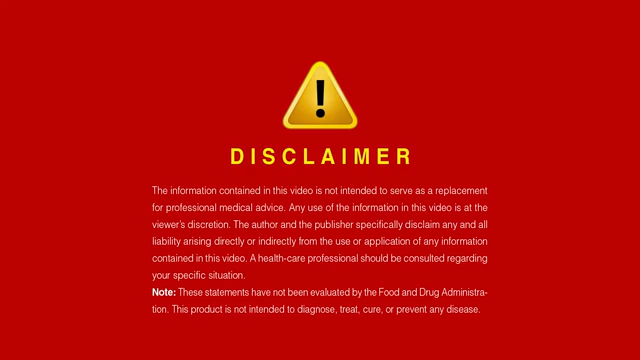 DISCLAIMER
The information contained in this video is not intended to serve as a replacement
for professional medical advice. Any use of the information in this video is at the
viewer's discretion. The author and the publisher specifically disclaim any and all
liability arising directly or indirectly from the use or application of any information
contained in this video. A health-care professional should be consulted regarding
your specific situation.
Note: These statements have not been evaluated by the Food and Drug Administra-
tion. This product is not intended to diagnose, treat, cure, or prevent any disease.